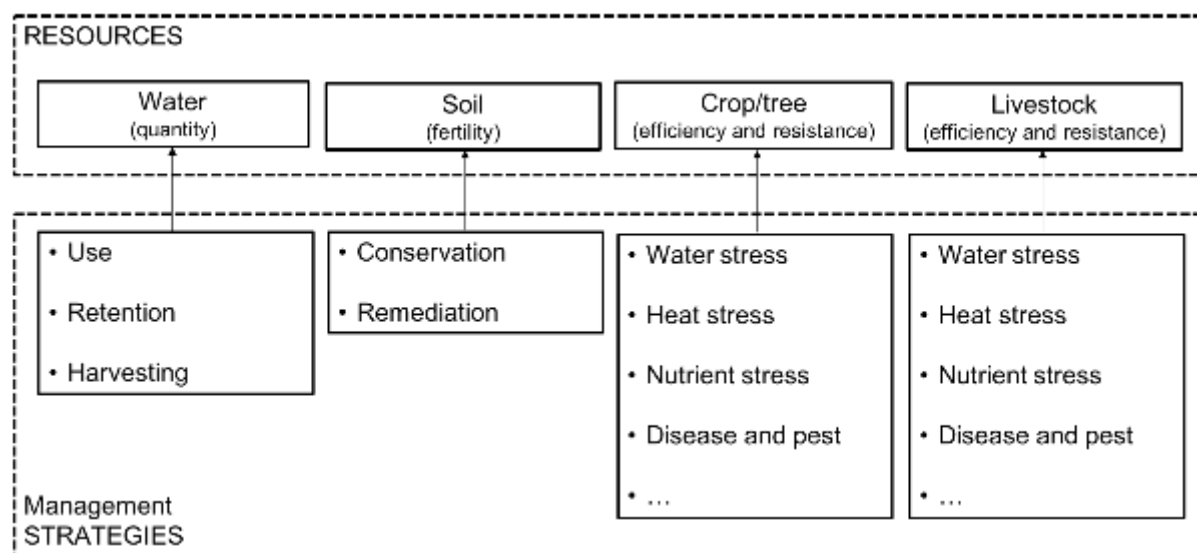 RESOURCES
Water
(quantity)
Soil
(fertility)
Crop/tree
(efficiency and resistance)
Livestock
(efficiency and resistance)
• Use
• Retention
• Harvesting
• Conservation
• Remediation
• Water stress
• Heat stress
• Nutrient stress
• Disease and pest
• …
• Water stress
• Heat stress
• Nutrient stress
• Disease and pest
• …
Management
STRATEGIES